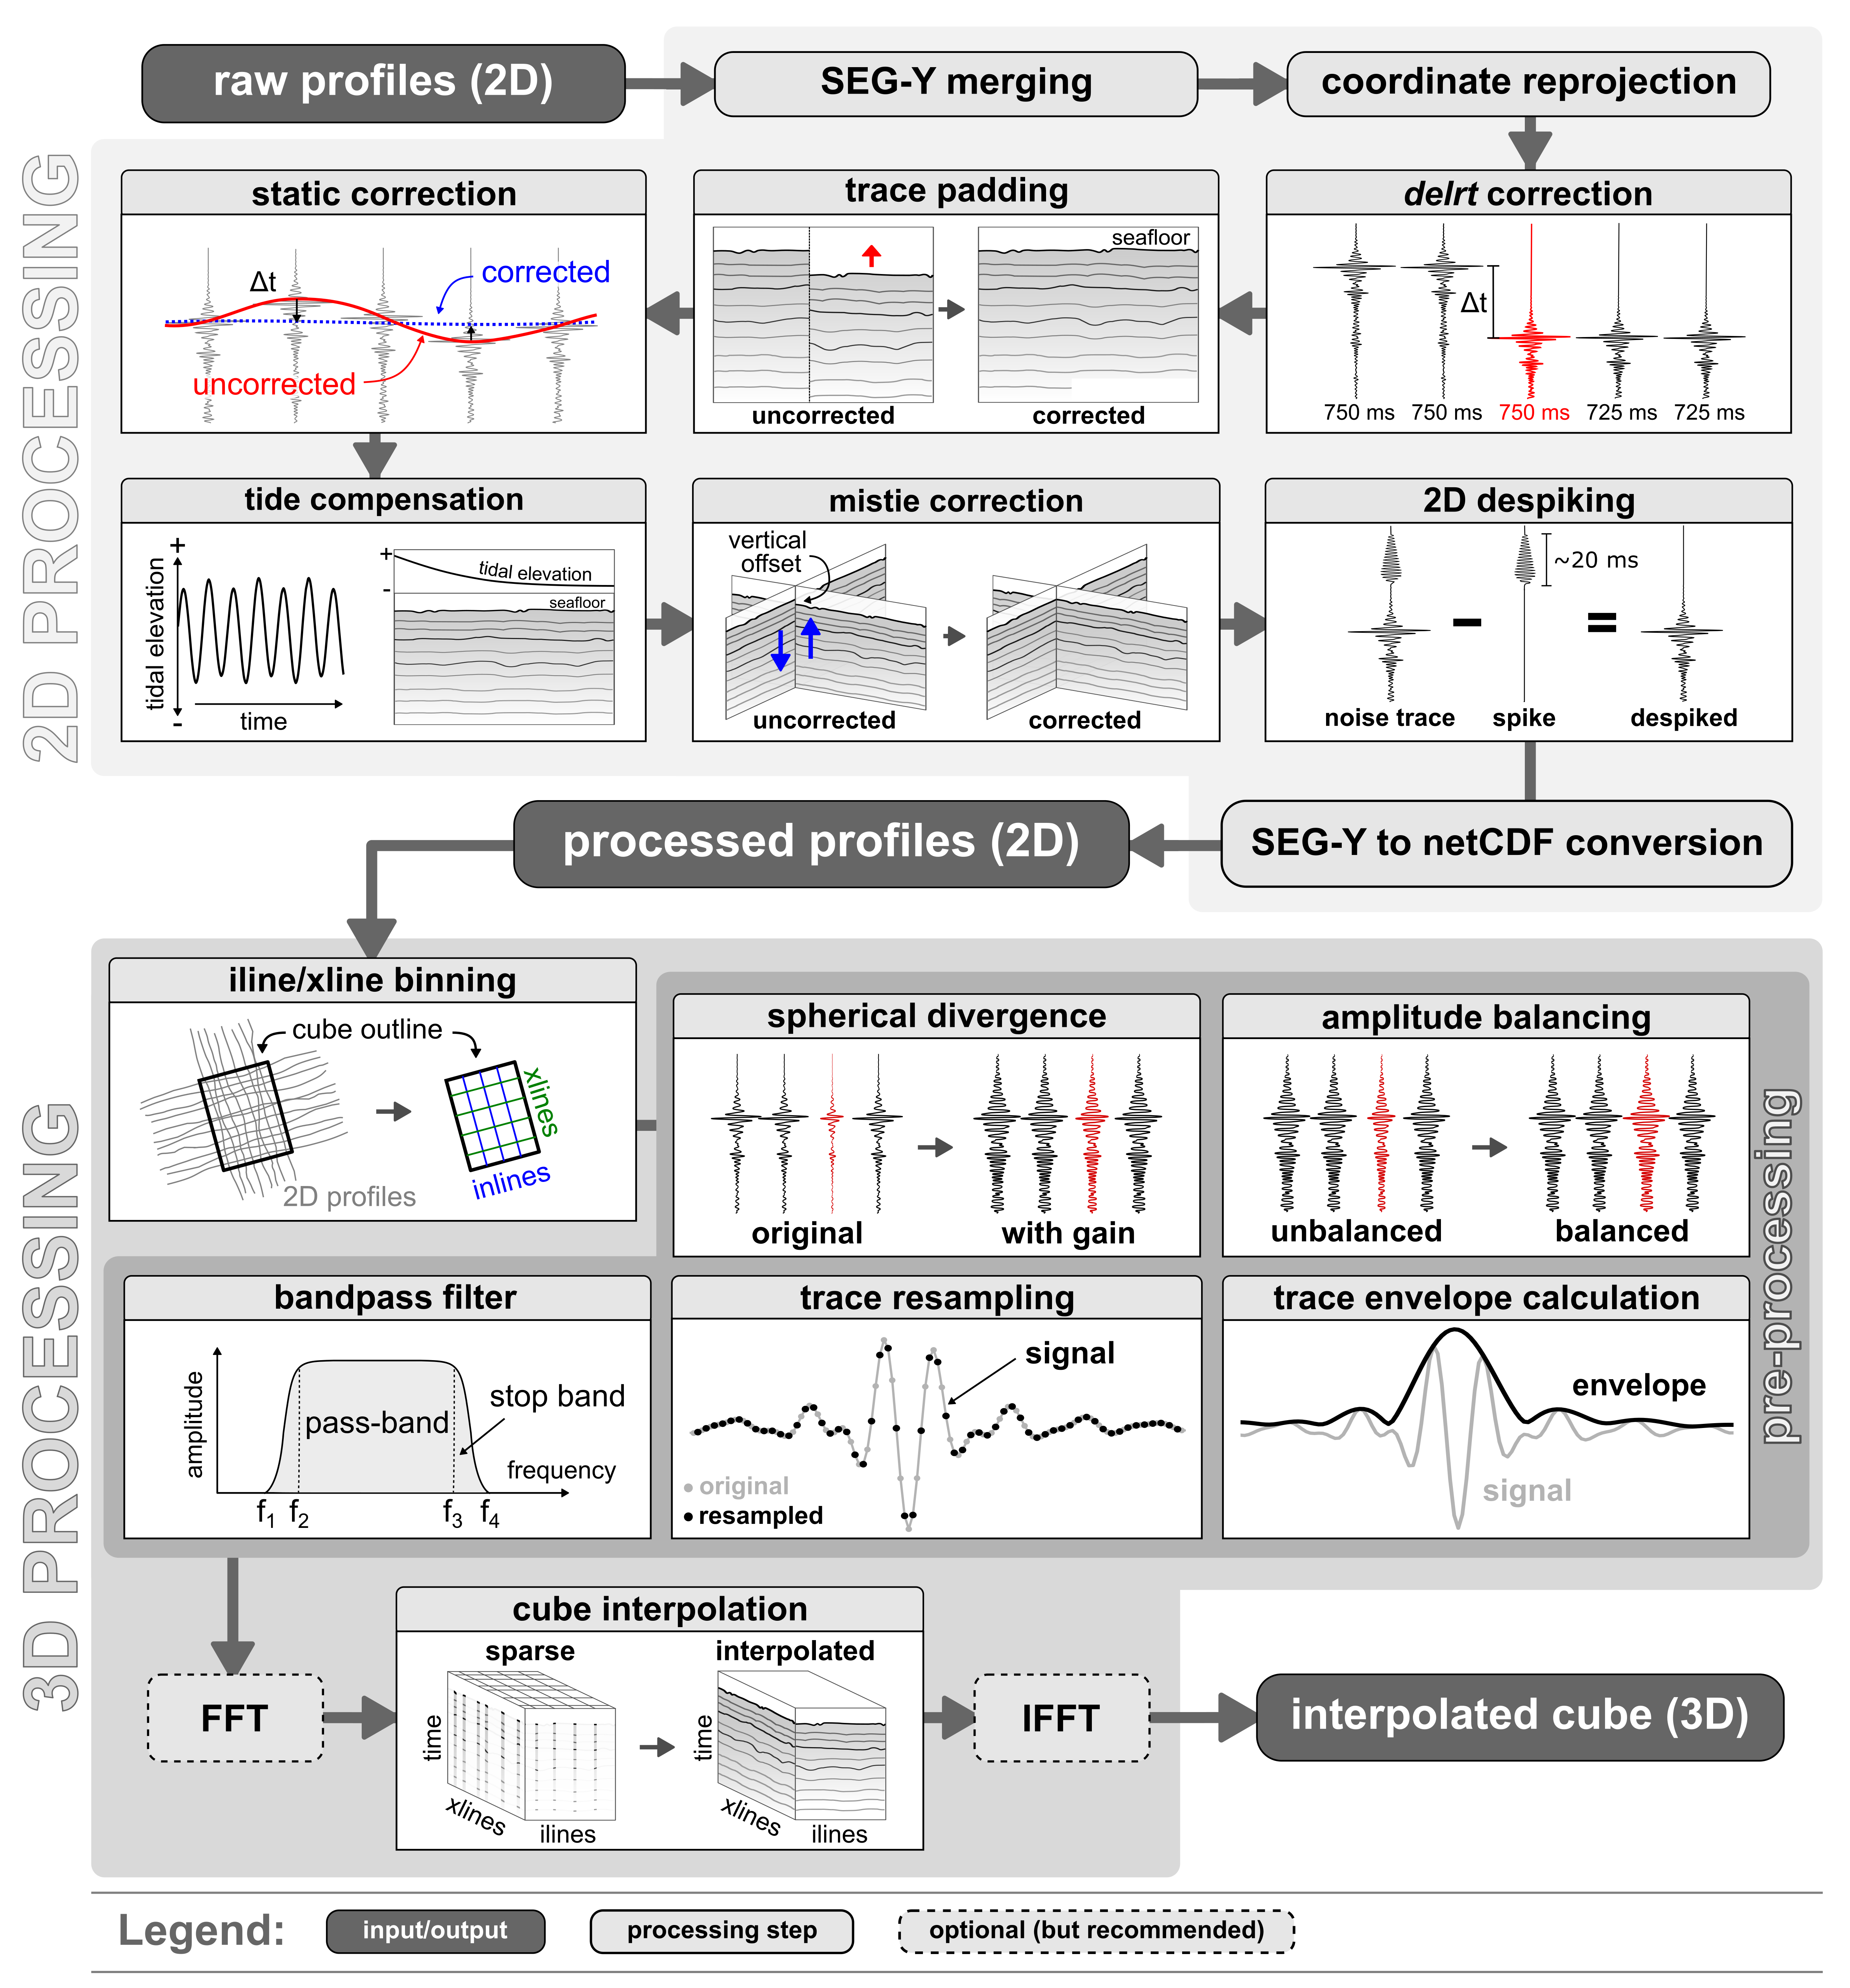 raw profiles (2D)
SEG-Y merging
coordinate reprojection
2D PROCESSING
static correction
Δt
corrected
uncorrected
trace padding
seafloor
uncorrected
corrected
delrt correction
Δt
750 ms
750 ms
750 ms
725 ms
725 ms
tide compensation
+
tidal elevation
-
time
+
tidal elevation
-
seafloor
mistie correction
vertical
offset
uncorrected
corrected
2D despiking
~20 ms
noise trace
spike
despiked
processed profiles (2D)
SEG-Y to netCDF conversion
3D PROCESSING
iline/xline binning
cube outline
xlines
inlines
2D profiles
pre-processing
spherical divergence
original
with gain
amplitude balancing
unbalanced
balanced
bandpass filter
amplitude
pass-band
stop band
frequency
f1 f2 f3 f4
trace resampling
signal
original
resampled
trace envelope calculation
envelope
signal
FFT
cube interpolation
sparse
interpolated
time
xlines
ilines
time
xlines
ilines
IFFT
interpolated cube (3D)
Legend:
input/output
processing step
optional (but recommended)